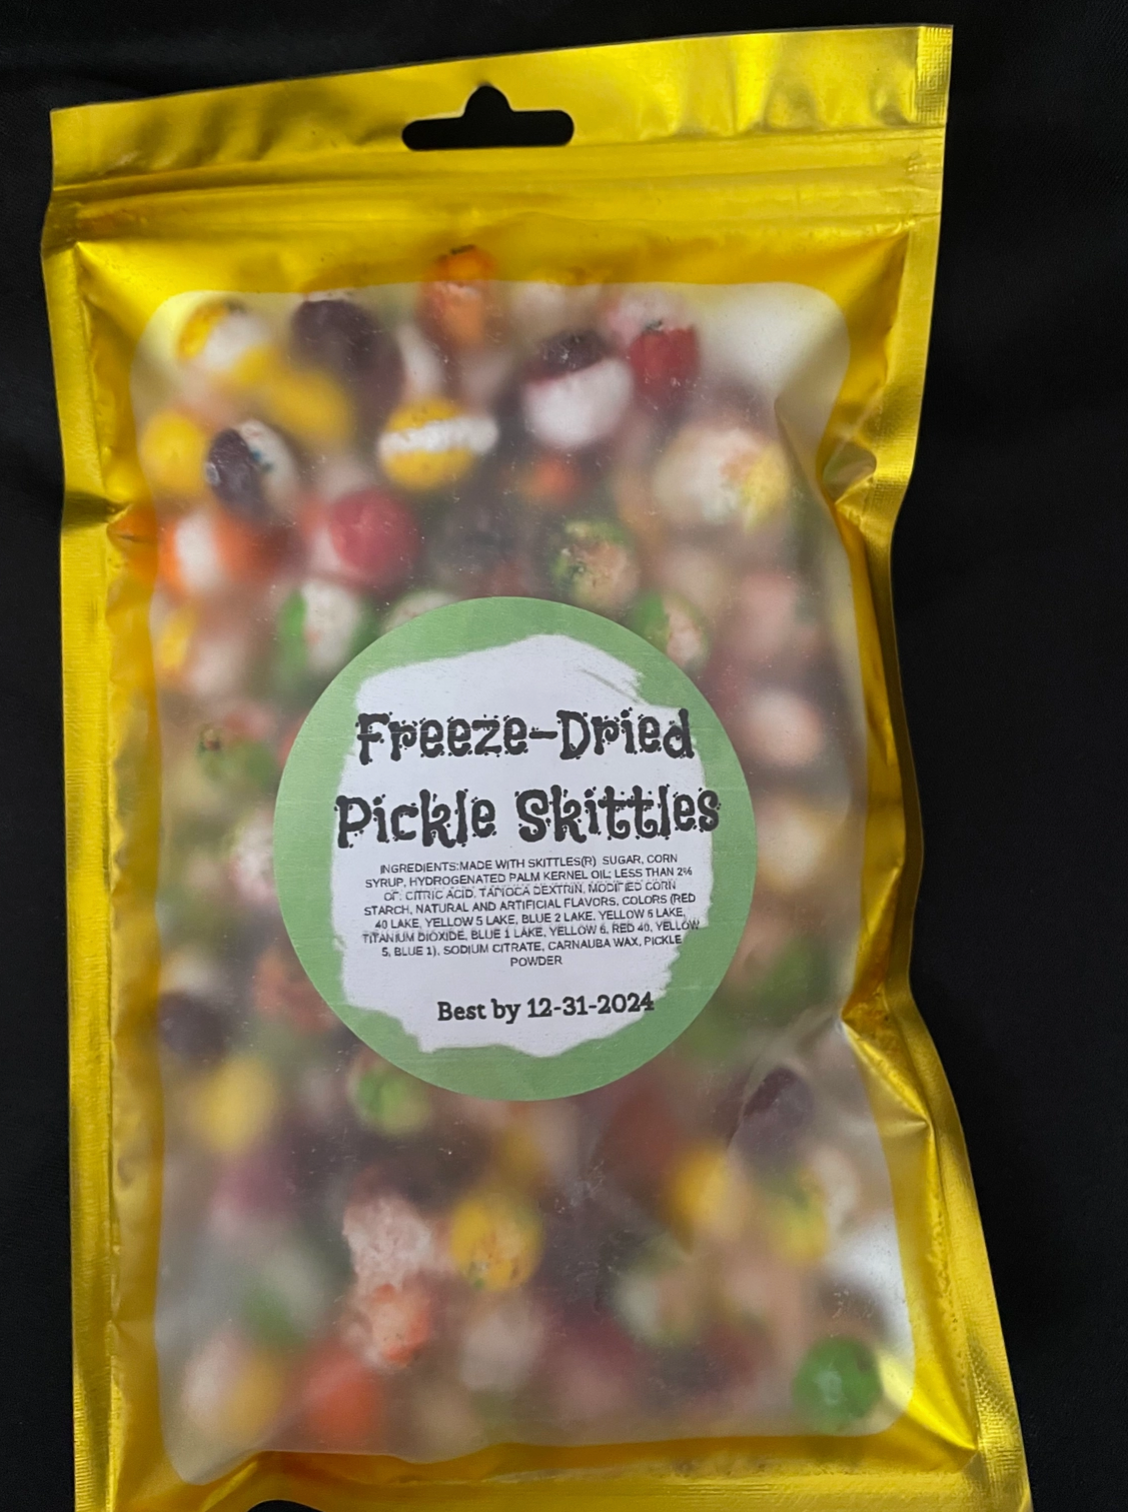 Freeze-Dried
Pickle Skittles
INGREDIENTS:MADE WITH SKITTLES(R) SUGAR, CORN
SYRUP, HYDROGENATED PALM KERNEL OIL; LESS THAN 2%
OF: CITRIC ACID, TAPIOCA DEXTRIN, MODIFIED CORN
STARCH, NATURAL AND ARTIFICIAL FLAVORS, COLORS (RED
40 LAKE, YELLOW 5 LAKE, BLUE 2 LAKE, YELLOW 6 LAKE,
TITANIUM DIOXIDE, BLUE 1 LAKE, YELLOW 6, RED 40, YELLOW
5, BLUE 1), SODIUM CITRATE, CARNAUBA WAX, PICKLE
POWDER
Best by 12-31-2024